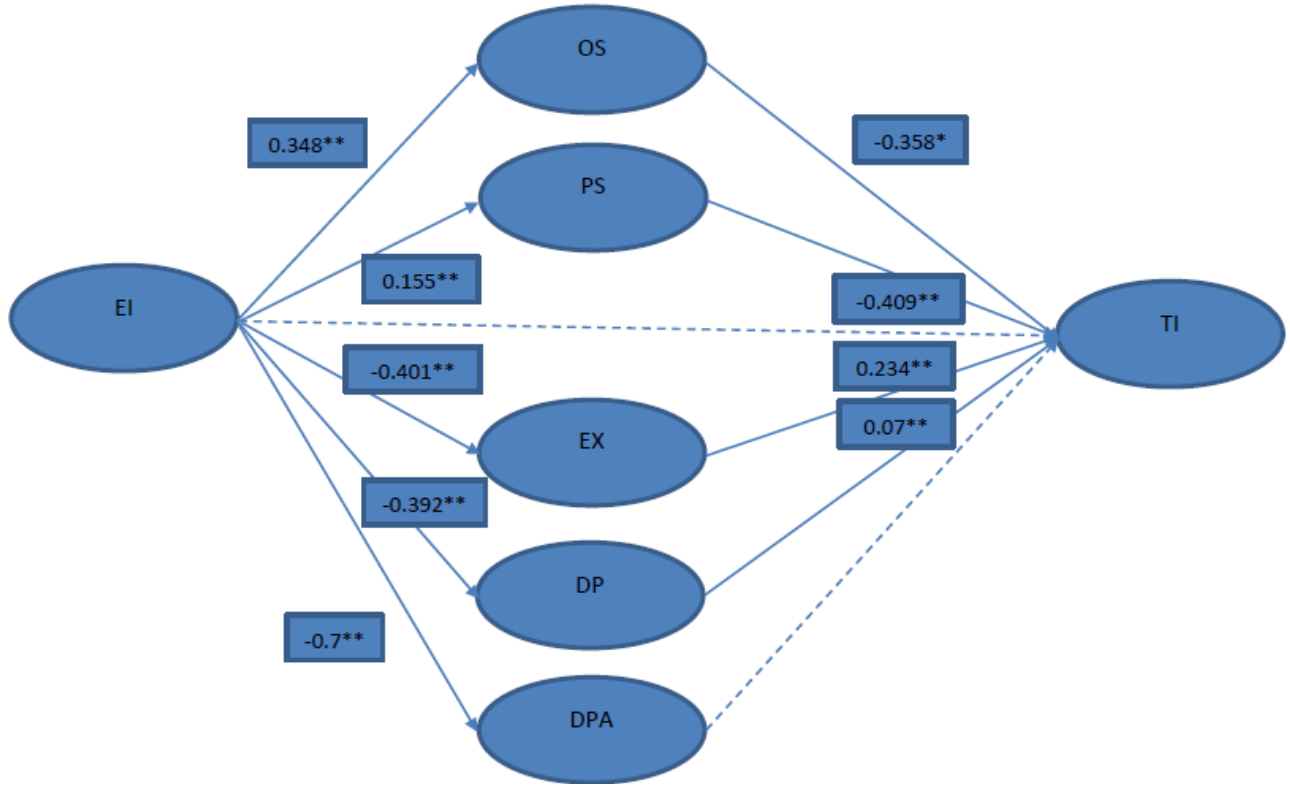 OS
0.348**
-0.358*
PS
0.155**
-0.409**
EI
TI
-0.401**
0.234**
0.07**
EX
-0.392**
DP
-0.7**
DPA